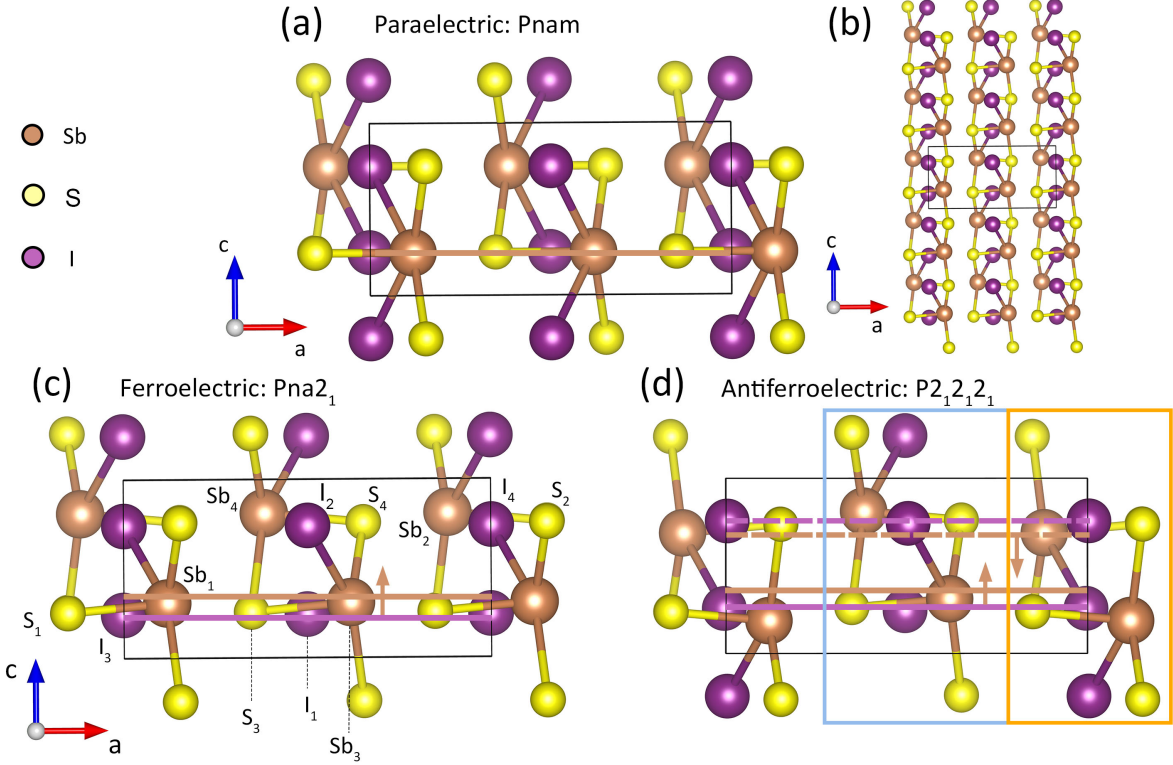 (a) Paraelectric: Pnam
(b)
Sb
S
I
c
a
c
a
(c) Ferroelectric: Pna2₁
Sb₄
I₂
S₄
Sb₂
I₄
S₂
Sb₁
S₁
I₃
S₃
I₁
Sb₃
c
a
(d) Antiferroelectric: P2₁2₁2₁